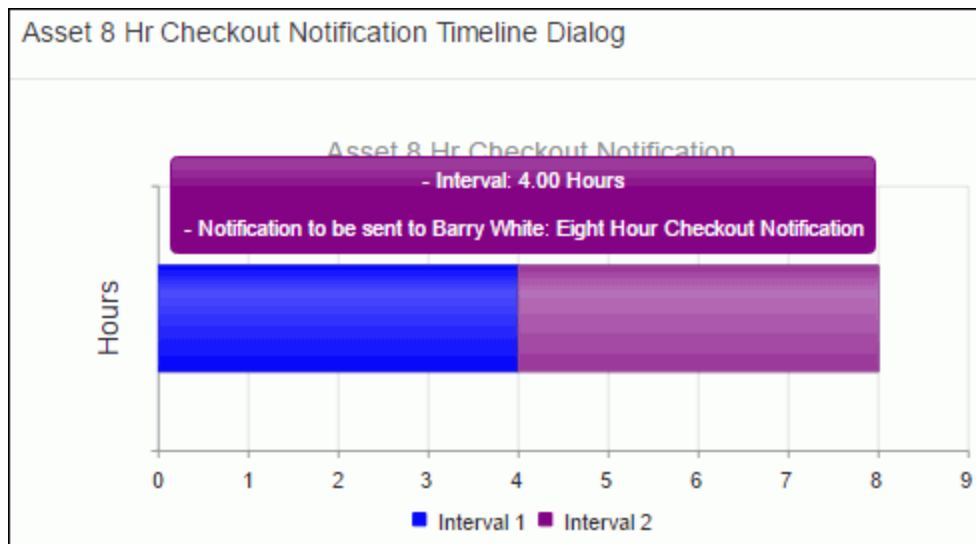 Asset 8 Hr Checkout Notification Timeline Dialog
Asset 8 Hr Checkout Notification
- Interval: 4.00 Hours
- Notification to be sent to Barry White: Eight Hour Checkout Notification
Hours
0 1 2 3 4 5 6 7 8 9
Interval 1 Interval 2